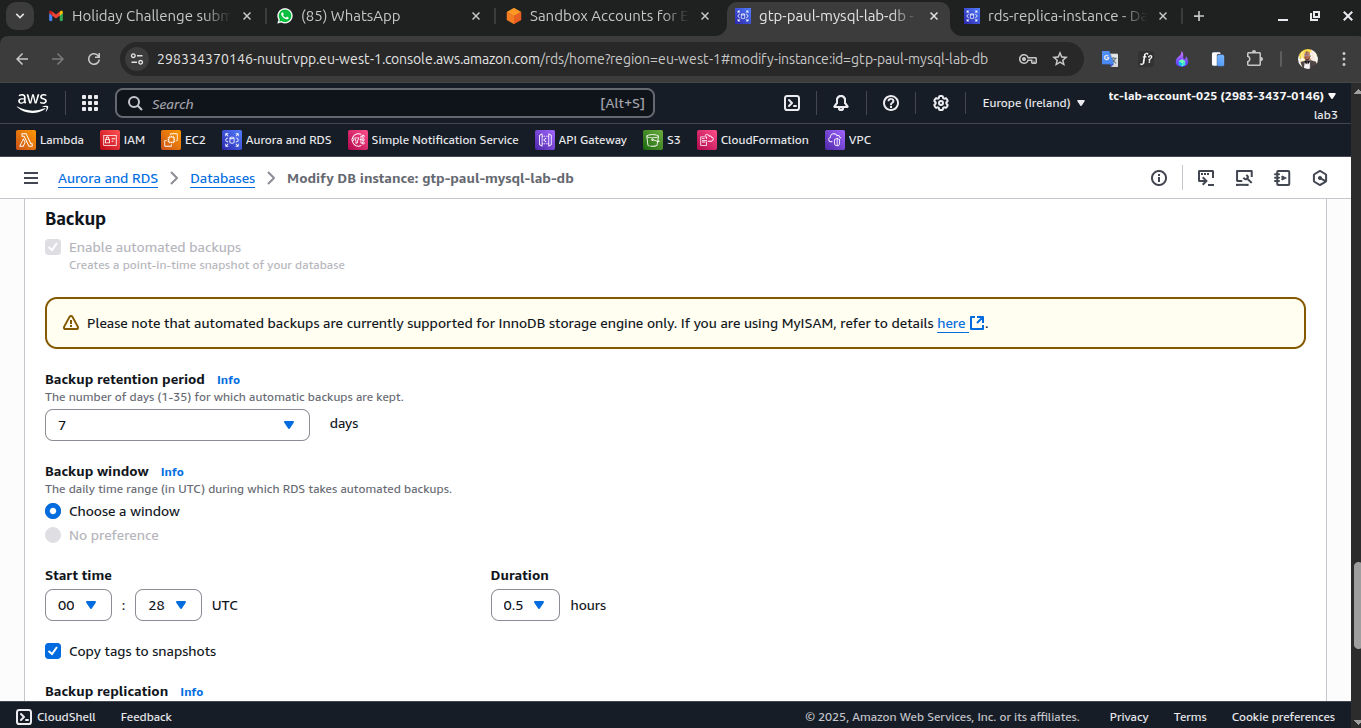 Holiday Challenge subm
(85) WhatsApp
Sandbox Accounts for E
gtp-paul-mysql-lab-db -
rds-replica-instance - Da
298334370146-nuutrvpp.eu-west-1.console.aws.amazon.com/rds/home?region=eu-west-1#modify-instance:id=gtp-paul-mysql-lab-db
f?
aws
Search
[Alt+S]
Europe (Ireland)
tc-lab-account-025 (2983-3437-0146)
lab3
Lambda
IAM
EC2
Aurora and RDS
Simple Notification Service
API Gateway
S3
CloudFormation
VPC
Aurora and RDS
Databases
Modify DB instance: gtp-paul-mysql-lab-db
Backup
Enable automated backups
Creates a point-in-time snapshot of your database
Please note that automated backups are currently supported for InnoDB storage engine only. If you are using MyISAM, refer to details here.
Backup retention period Info
The number of days (1-35) for which automatic backups are kept.
7 days
Backup window Info
The daily time range (in UTC) during which RDS takes automated backups.
Choose a window
No preference
Start time
00 : 28 UTC
Duration
0.5 hours
Copy tags to snapshots
Backup replication Info
CloudShell
Feedback
© 2025, Amazon Web Services, Inc. or its affiliates.
Privacy
Terms
Cookie preferences